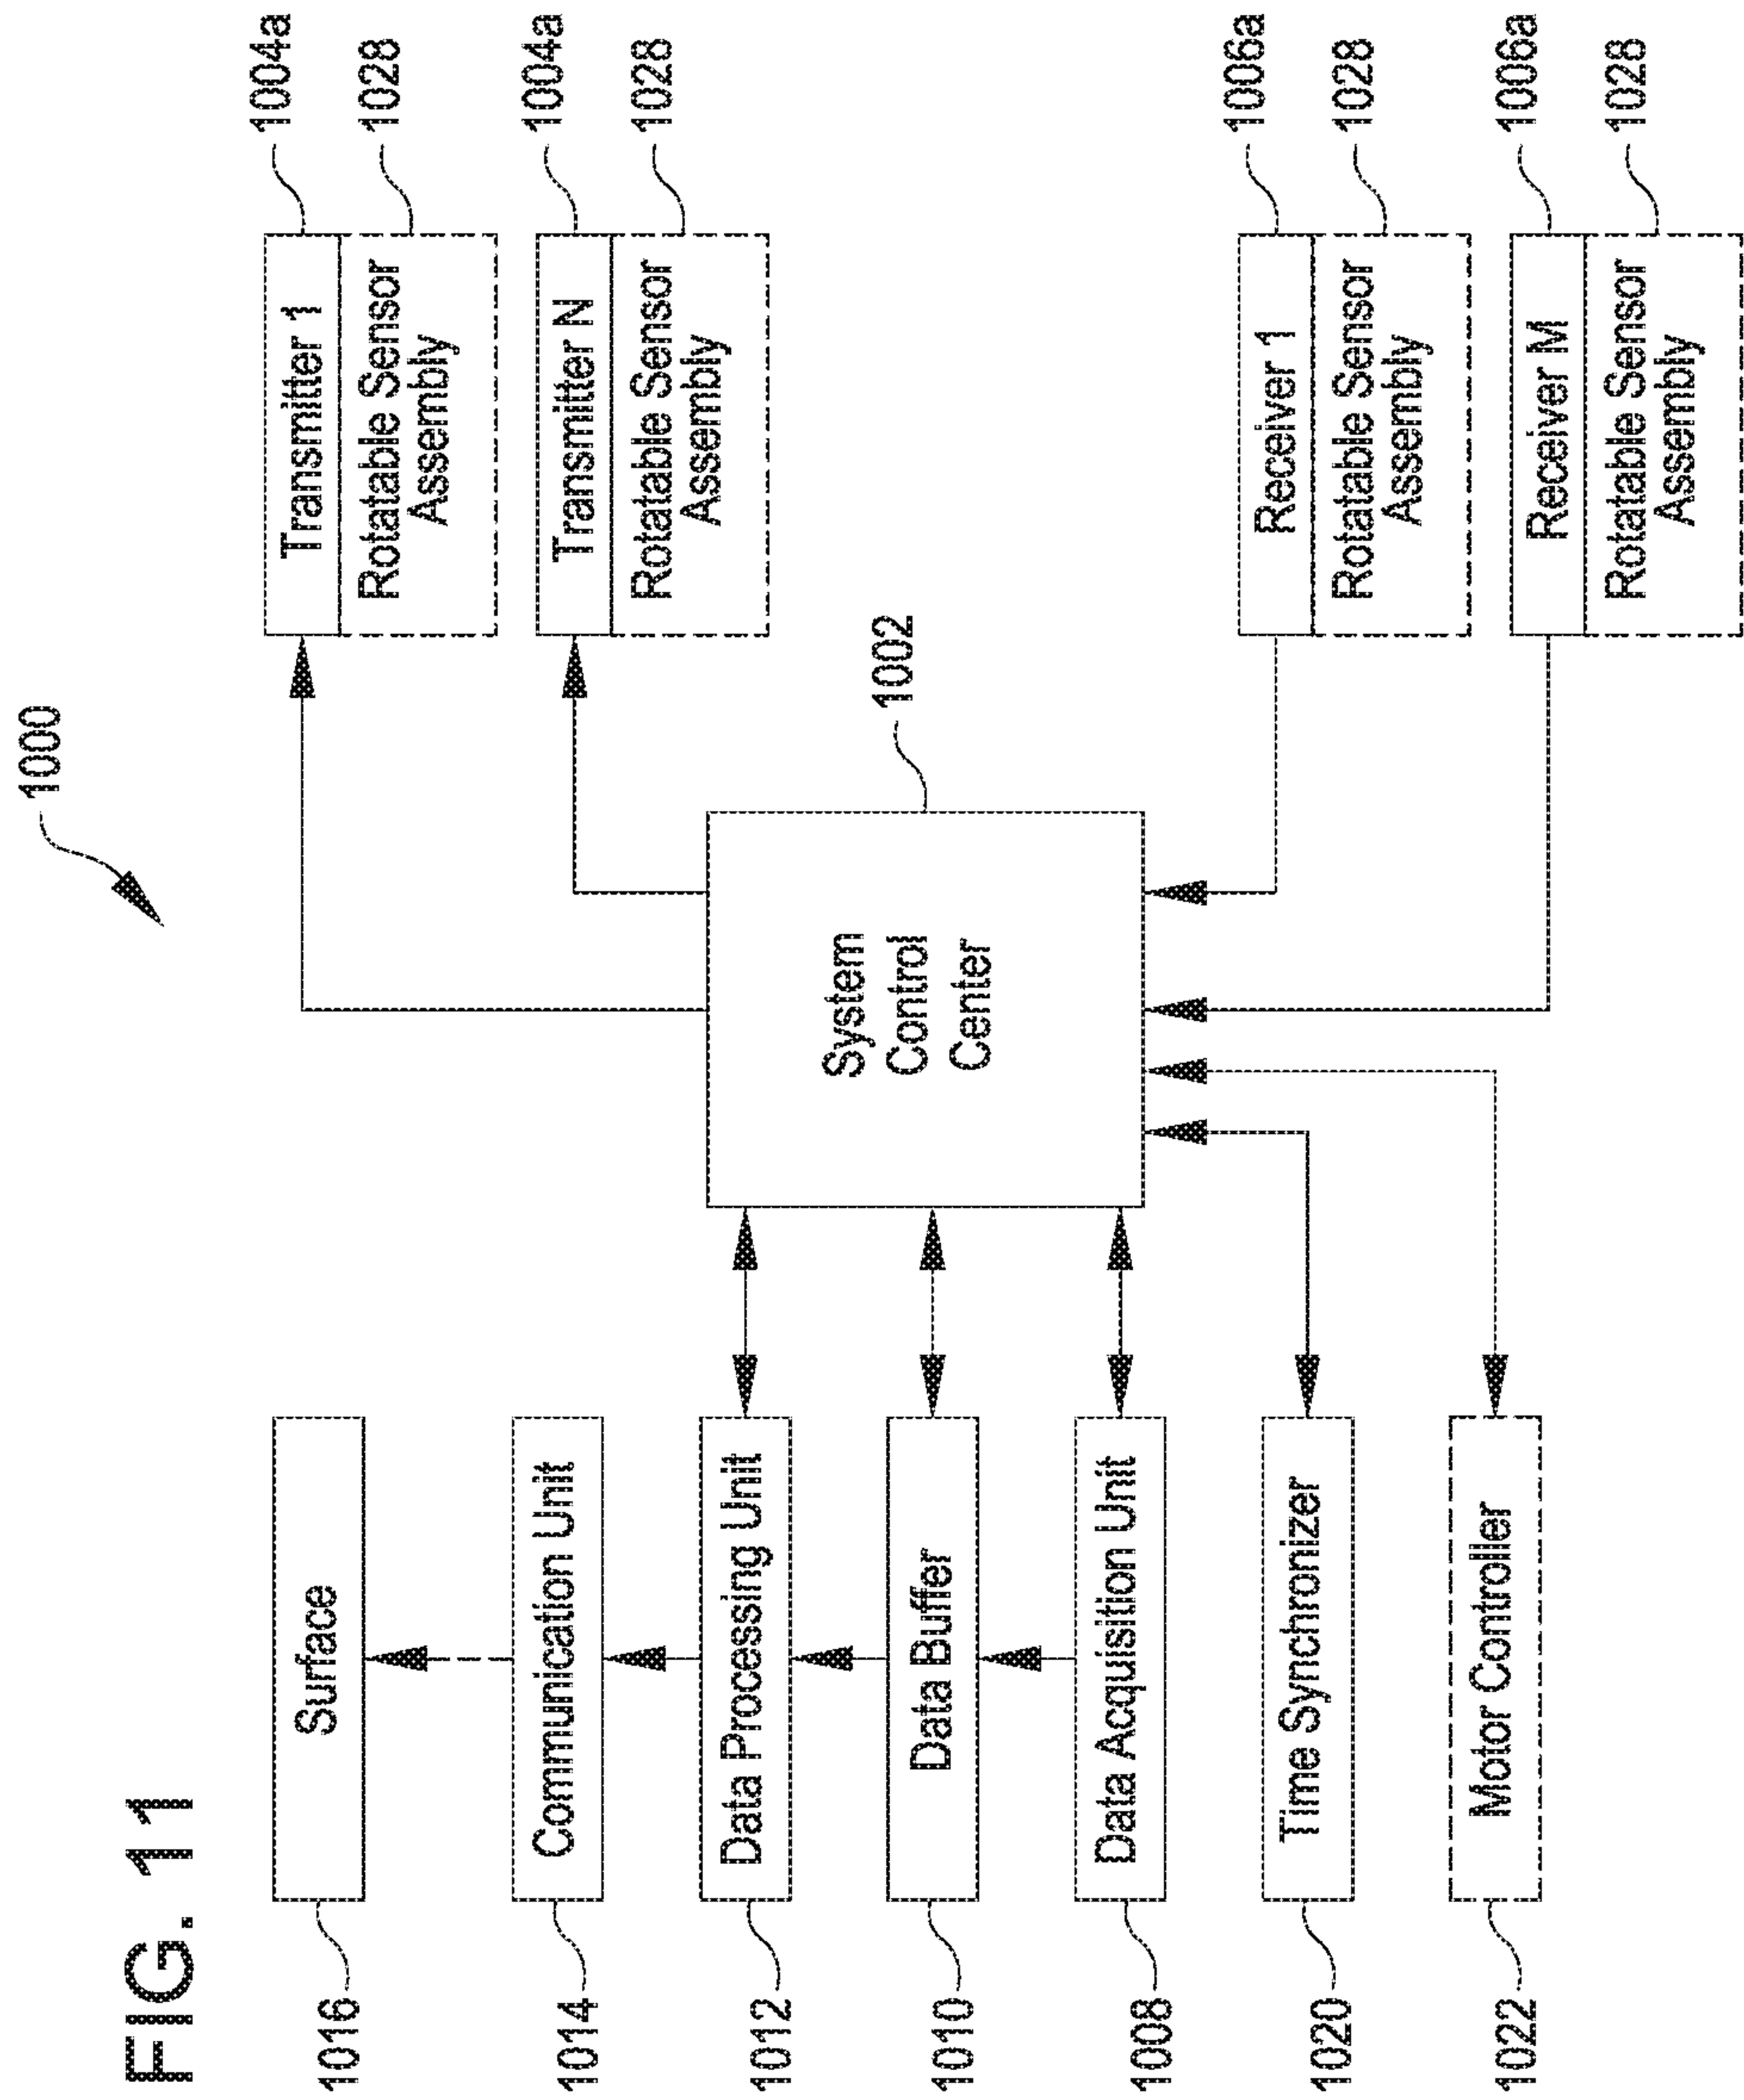 FIG. 11
1000
1016
Surface
1014
Communication Unit
1012
Data Processing Unit
1010
Data Buffer
1008
Data Acquisition Unit
1020
Time Synchronizer
1022
Motor Controller
System
Control
Center
1002
Transmitter 1
1004a
Rotatable Sensor
Assembly
1028
Transmitter N
1004a
Rotatable Sensor
Assembly
1028
Receiver 1
1006a
Rotatable Sensor
Assembly
1028
Receiver M
1006a
Rotatable Sensor
Assembly
1028